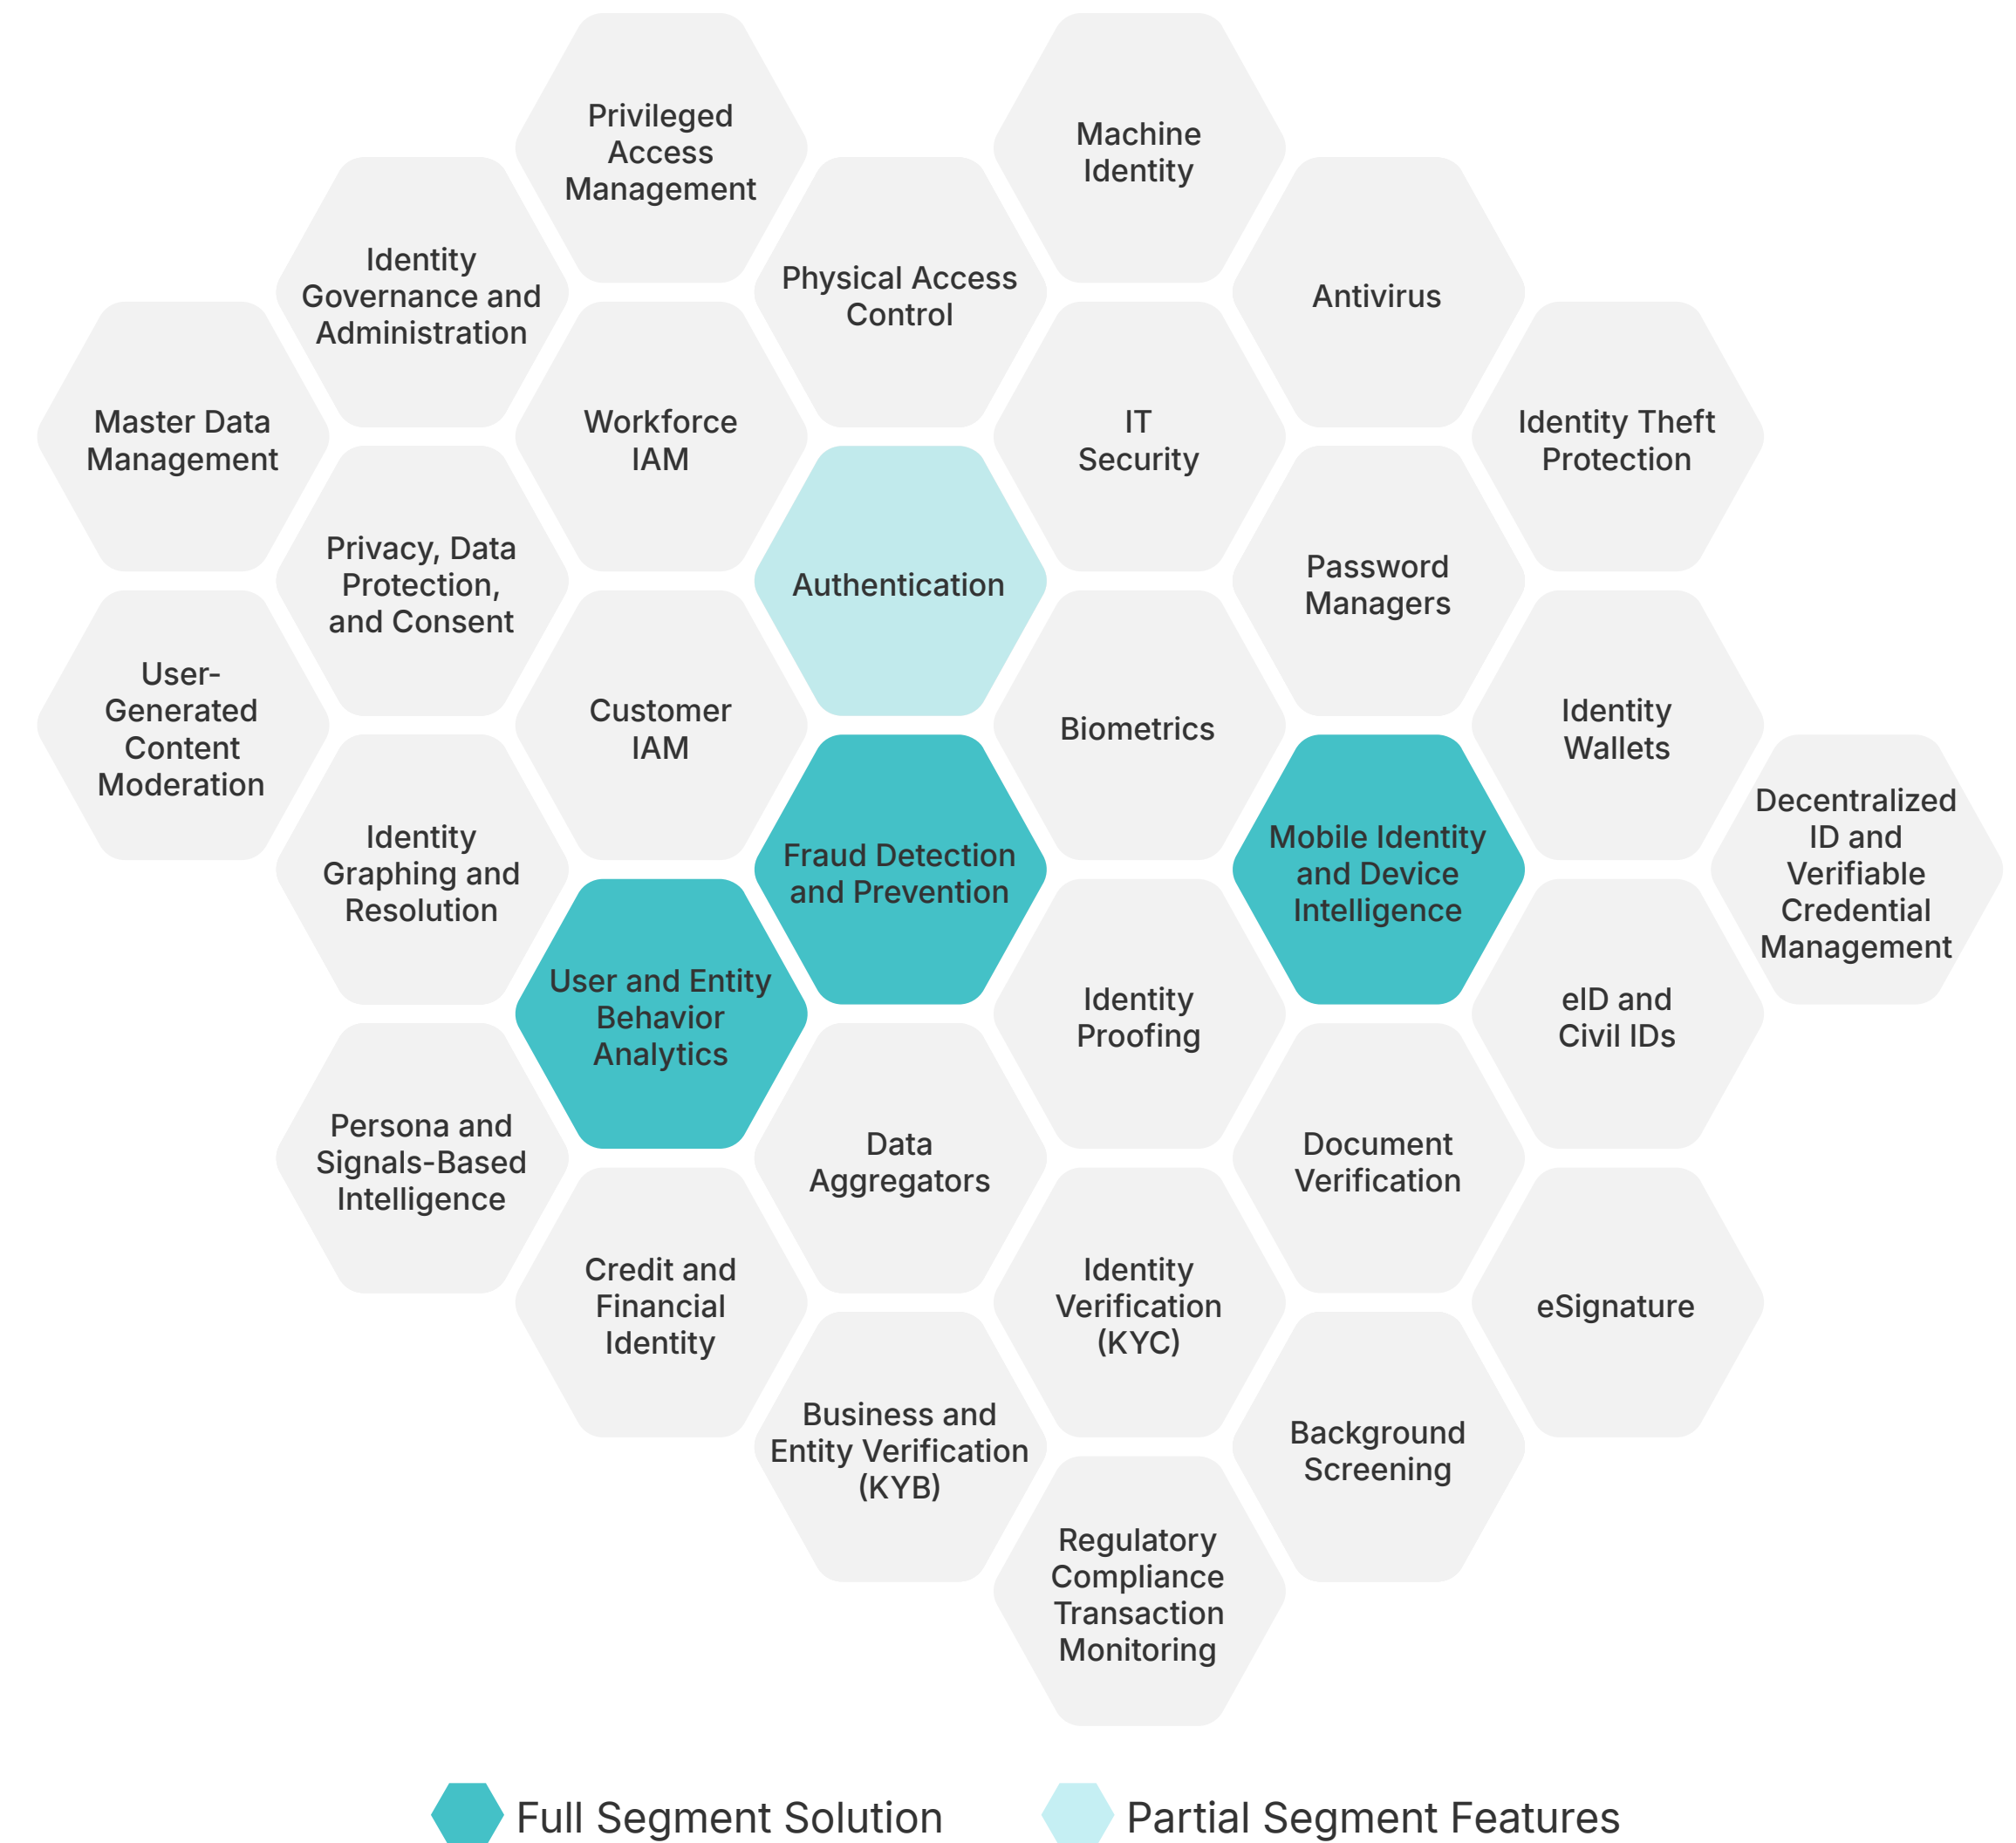 Privileged
Access
Management
Machine
Identity
Identity
Governance and
Administration
Physical Access
Control
Antivirus
Master Data
Management
Workforce
IAM
IT
Security
Identity Theft
Protection
Privacy, Data
Protection,
and Consent
Authentication
Password
Managers
User-
Generated
Content
Moderation
Customer
IAM
Biometrics
Identity
Wallets
Identity
Graphing and
Resolution
Fraud Detection
and Prevention
Mobile Identity
and Device
Intelligence
Decentralized
ID and
Verifiable
Credential
Management
User and Entity
Behavior
Analytics
Identity
Proofing
eID and
Civil IDs
Persona and
Signals-Based
Intelligence
Data
Aggregators
Document
Verification
Credit and
Financial
Identity
Identity
Verification
(KYC)
eSignature
Business and
Entity Verification
(KYB)
Background
Screening
Regulatory
Compliance
Transaction
Monitoring
Full Segment Solution
Partial Segment Features